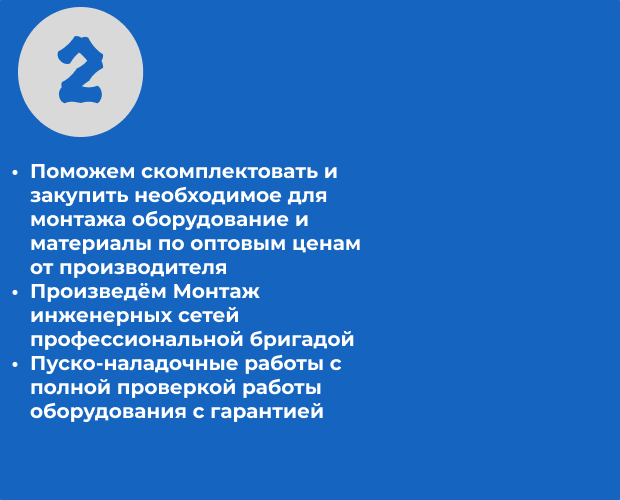 2
• Поможем скомплектовать и
закупить необходимое для
монтажа оборудование и
материалы по оптовым ценам
от производителя
• Произведём Монтаж
инженерных сетей
профессиональной бригадой
• Пуско-наладочные работы с
полной проверкой работы
оборудования с гарантией